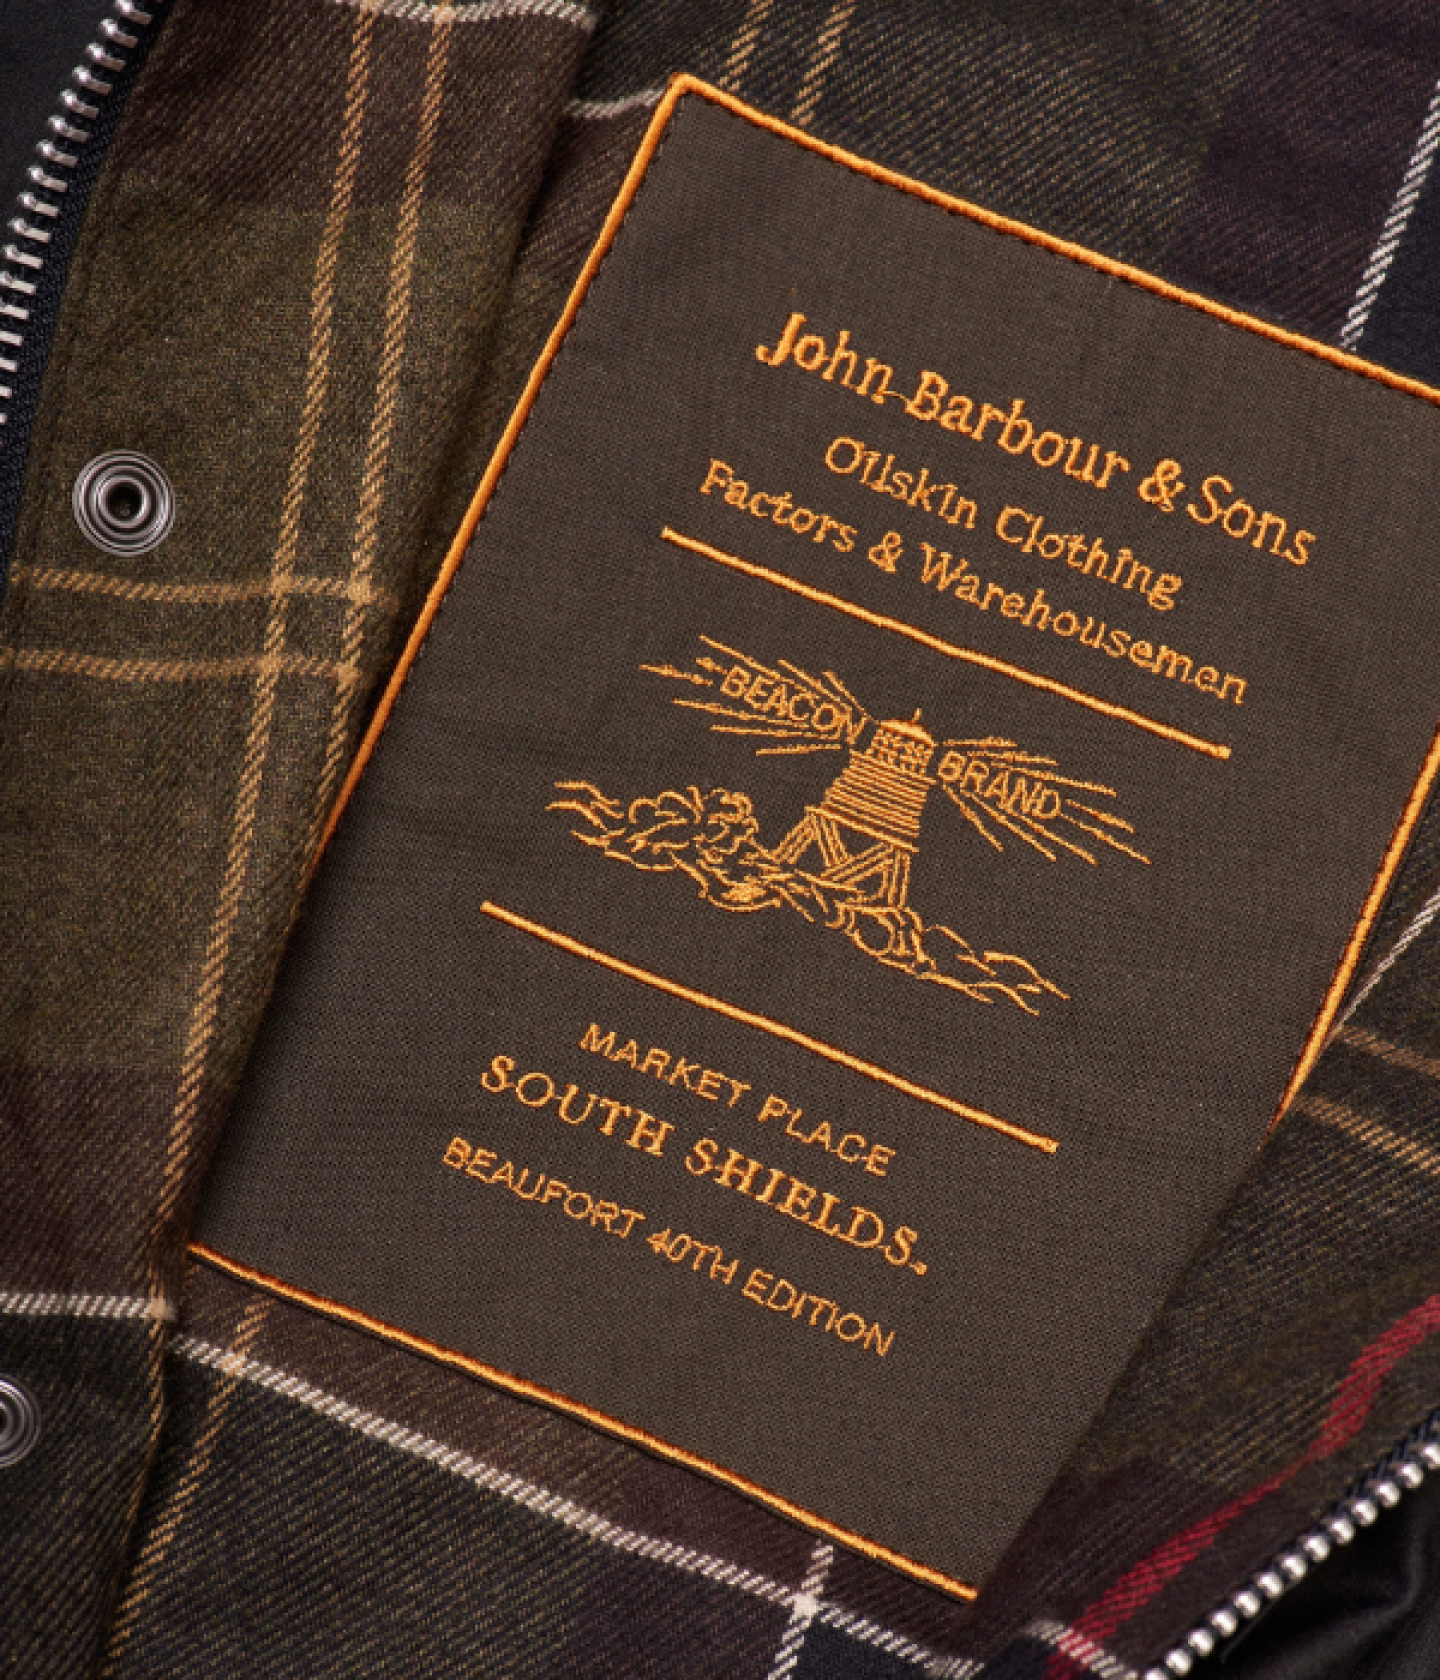 John Barbour & Sons
Oilskin Clothing
Factors & Warehousemen
BEACON BRAND
MARKET PLACE
SOUTH SHIELDS.
BEAUFORT 40TH EDITION